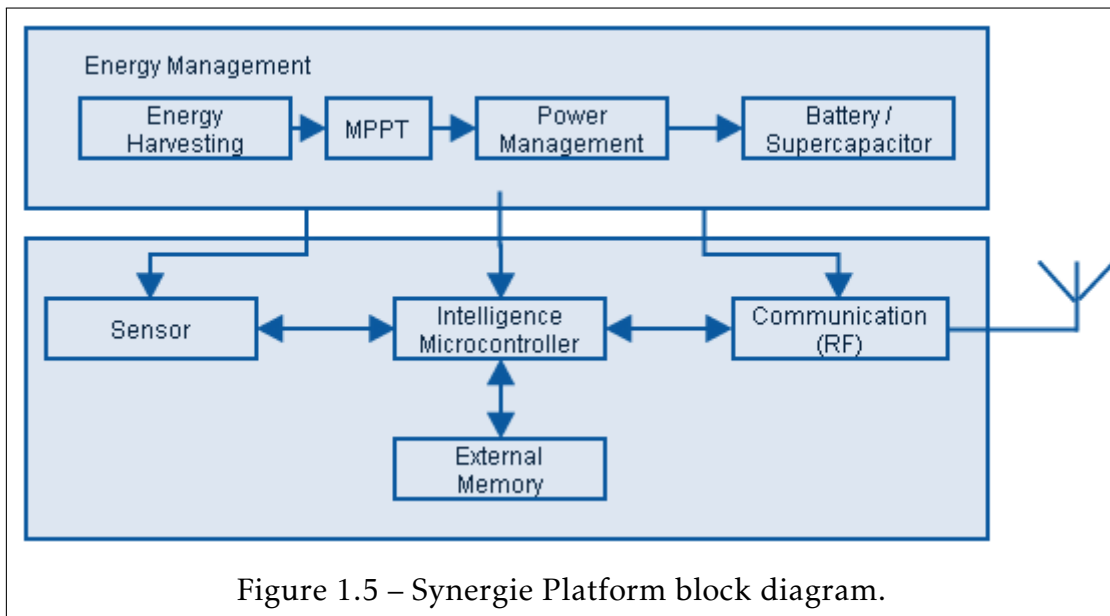 Energy Management
Energy
Harvesting
MPPT
Power
Management
Battery /
Supercapacitor
Sensor
Intelligence
Microcontroller
Communication
(RF)
External
Memory
Figure 1.5 – Synergie Platform block diagram.